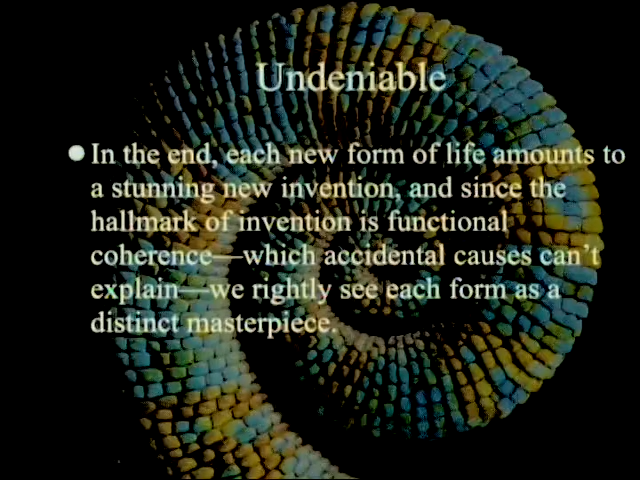 Undeniable
● In the end, each new form of life amounts to
a stunning new invention, and since the
hallmark of invention is functional
coherence—which accidental causes can't
explain—we rightly see each form as a
distinct masterpiece.